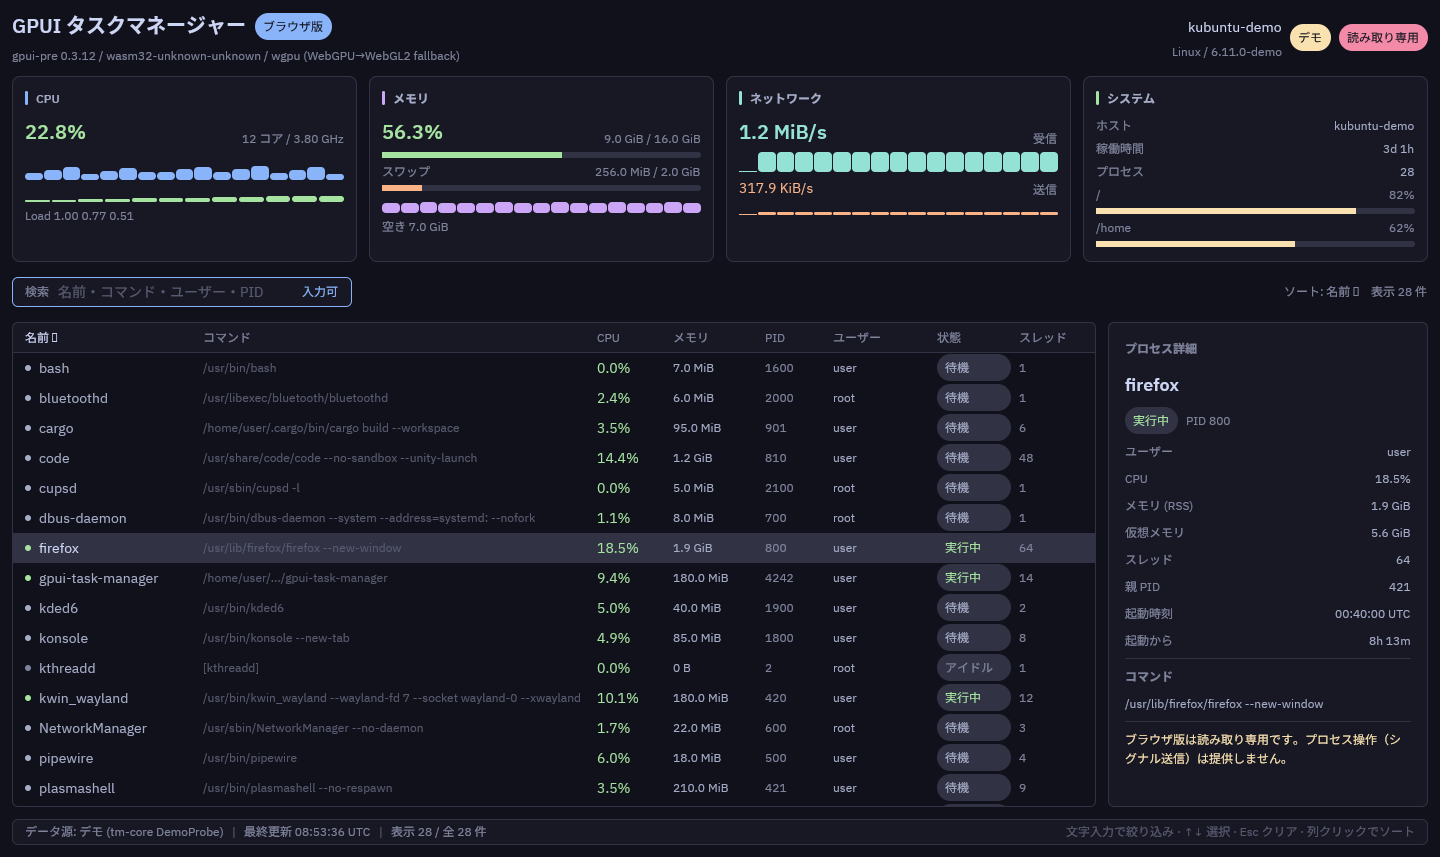 GPUI タスクマネージャー ブラウザ版
gpui-pre 0.3.12 / wasm32-unknown-unknown / wgpu (WebGPU→WebGL2 fallback)
kubuntu-demo
Linux / 6.11.0-demo
デモ 読み取り専用
CPU
22.8% 12 コア / 3.80 GHz
Load 1.00 0.77 0.51
メモリ
56.3% 9.0 GiB / 16.0 GiB
スワップ 256.0 MiB / 2.0 GiB
空き 7.0 GiB
ネットワーク
1.2 MiB/s 受信
317.9 KiB/s 送信
システム
ホスト kubuntu-demo
稼働時間 3d 1h
プロセス 28
/ 82%
/home 62%
検索 名前・コマンド・ユーザー・PID 入力可
ソート: 名前 表示 28 件
名前 コマンド CPU メモリ PID ユーザー 状態 スレッド
bash /usr/bin/bash 0.0% 7.0 MiB 1600 user 待機 1
bluetoothd /usr/libexec/bluetooth/bluetoothd 2.4% 6.0 MiB 2000 root 待機 1
cargo /home/user/.cargo/bin/cargo build --workspace 3.5% 95.0 MiB 901 user 待機 6
code /usr/share/code/code --no-sandbox --unity-launch 14.4% 1.2 GiB 810 user 待機 48
cupsd /usr/sbin/cupsd -l 0.0% 5.0 MiB 2100 root 待機 1
dbus-daemon /usr/bin/dbus-daemon --system --address=systemd: --nofork 1.1% 8.0 MiB 700 root 待機 1
firefox /usr/lib/firefox/firefox --new-window 18.5% 1.9 GiB 800 user 実行中 64
gpui-task-manager /home/user/.../gpui-task-manager 9.4% 180.0 MiB 4242 user 実行中 14
kded6 /usr/bin/kded6 5.0% 40.0 MiB 1900 user 待機 2
konsole /usr/bin/konsole --new-tab 4.9% 85.0 MiB 1800 user 待機 8
kthreadd [kthreadd] 0.0% 0 B 2 root アイドル 1
kwin_wayland /usr/bin/kwin_wayland --wayland-fd 7 --socket wayland-0 --xwayland 10.1% 180.0 MiB 420 user 実行中 12
NetworkManager /usr/sbin/NetworkManager --no-daemon 1.7% 22.0 MiB 600 root 待機 3
pipewire /usr/bin/pipewire 6.0% 18.0 MiB 500 user 待機 4
plasmashell /usr/bin/plasmashell --no-respawn 3.5% 210.0 MiB 421 user 待機 9
プロセス詳細
firefox
実行中 PID 800
ユーザー user
CPU 18.5%
メモリ (RSS) 1.9 GiB
仮想メモリ 5.6 GiB
スレッド 64
親 PID 421
起動時刻 00:40:00 UTC
起動から 8h 13m
コマンド
/usr/lib/firefox/firefox --new-window
ブラウザ版は読み取り専用です。プロセス操作（シ
グナル送信）は提供しません。
データ源: デモ (tm-core DemoProbe) | 最終更新 08:53:36 UTC | 表示 28 / 全 28 件
文字入力で絞り込み · ↑↓ 選択 · Esc クリア · 列クリックでソート